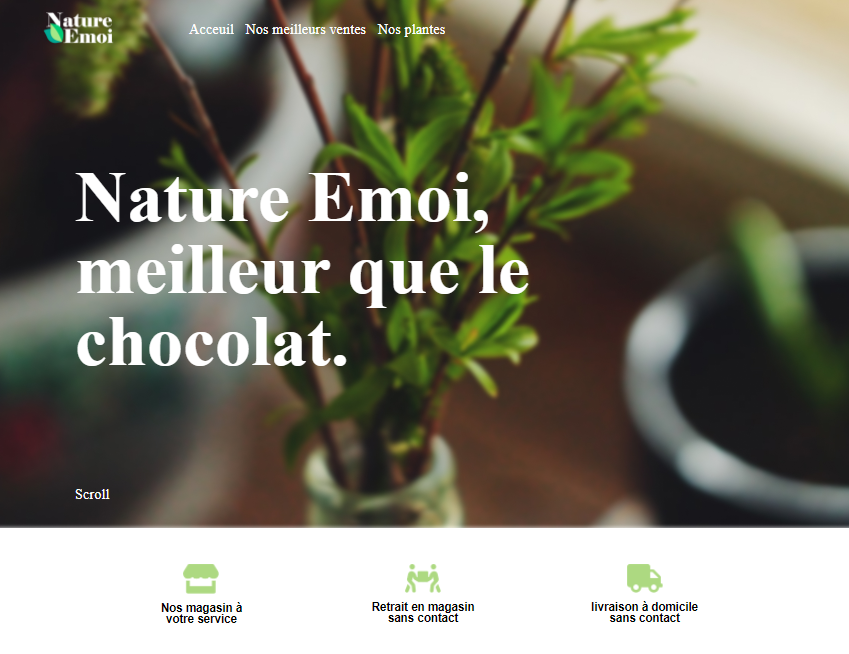 Nature
Emoi
Acceuil Nos meilleurs ventes Nos plantes
Nature Emoi,
meilleur que le
chocolat.
Scroll
Nos magasin à
votre service
Retrait en magasin
sans contact
livraison à domicile
sans contact